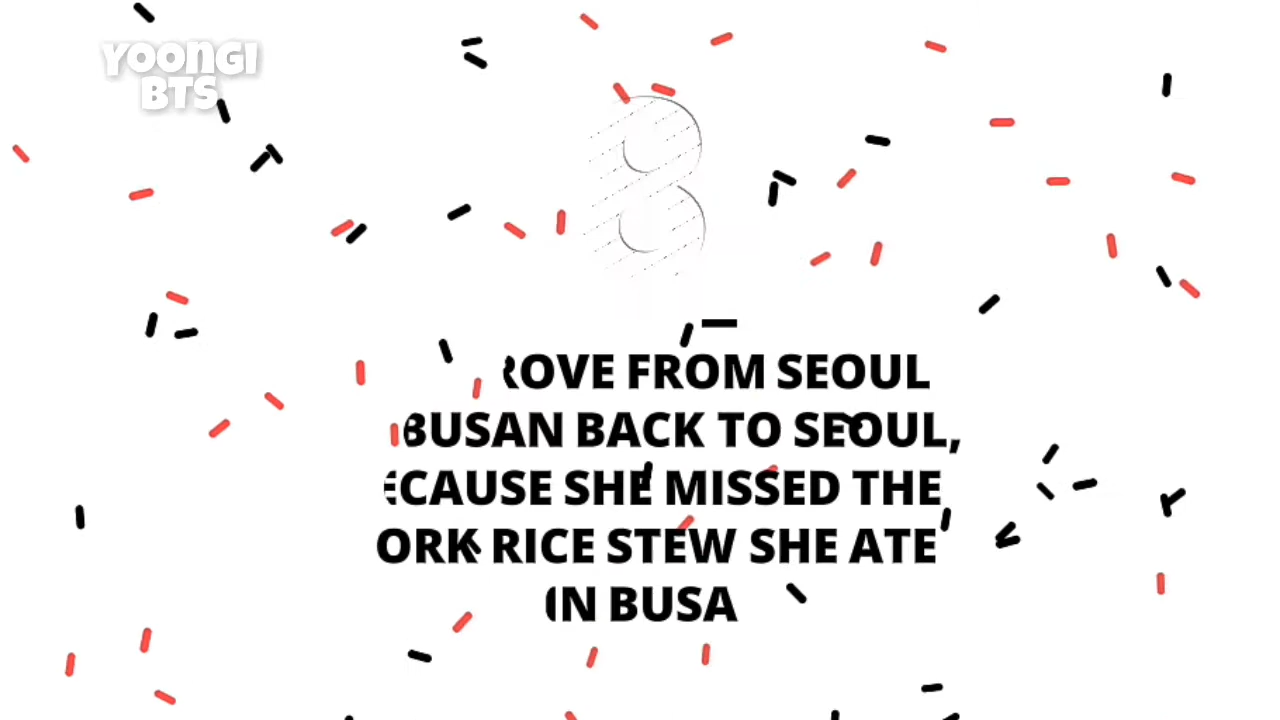 YOONGI
BTS
8
ROVE FROM SEOUL
BUSAN BACK TO SEOUL,
ECAUSE SHE MISSED THE
ORK RICE STEW SHE ATE
IN BUSA